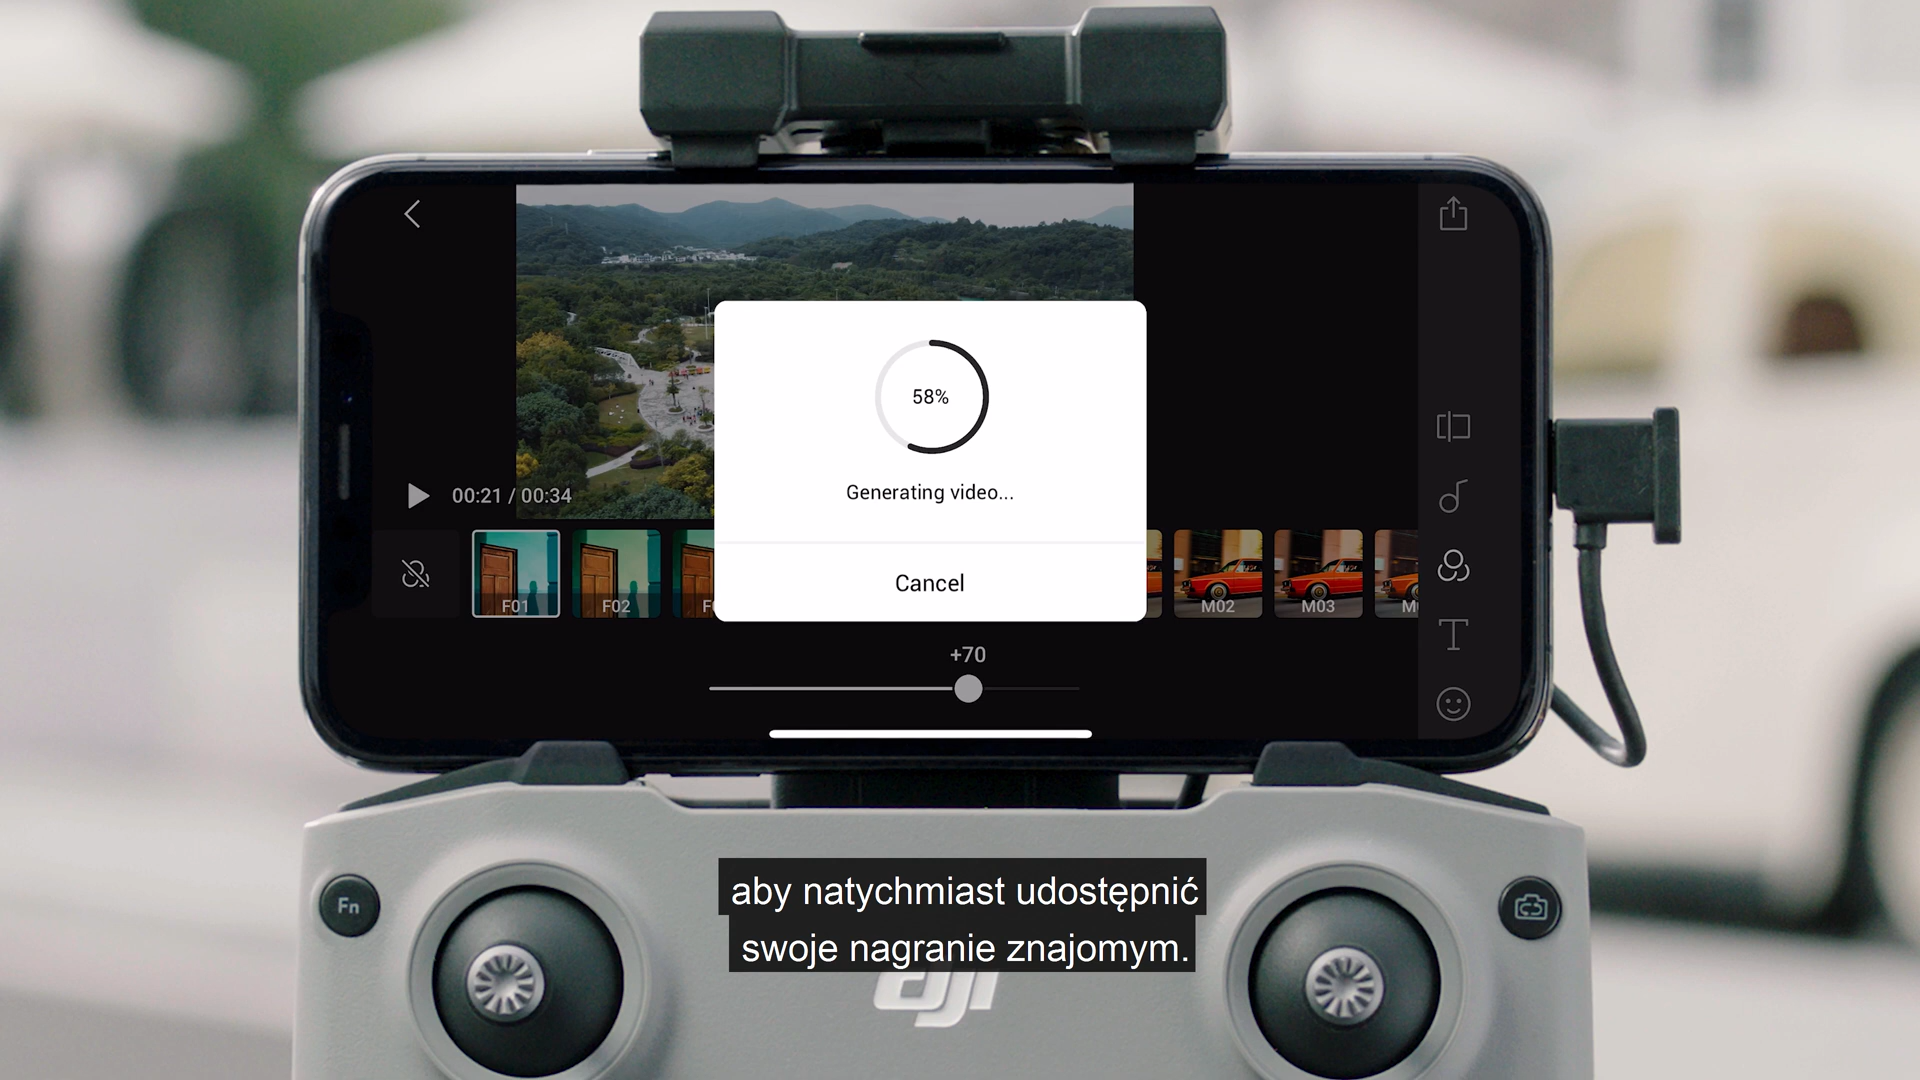 58%
Generating video...
00:21 / 00:34
F01
F02
M02
M03
Cancel
+70
Fn
aby natychmiast udostępnić
swoje nagranie znajomym.
dji